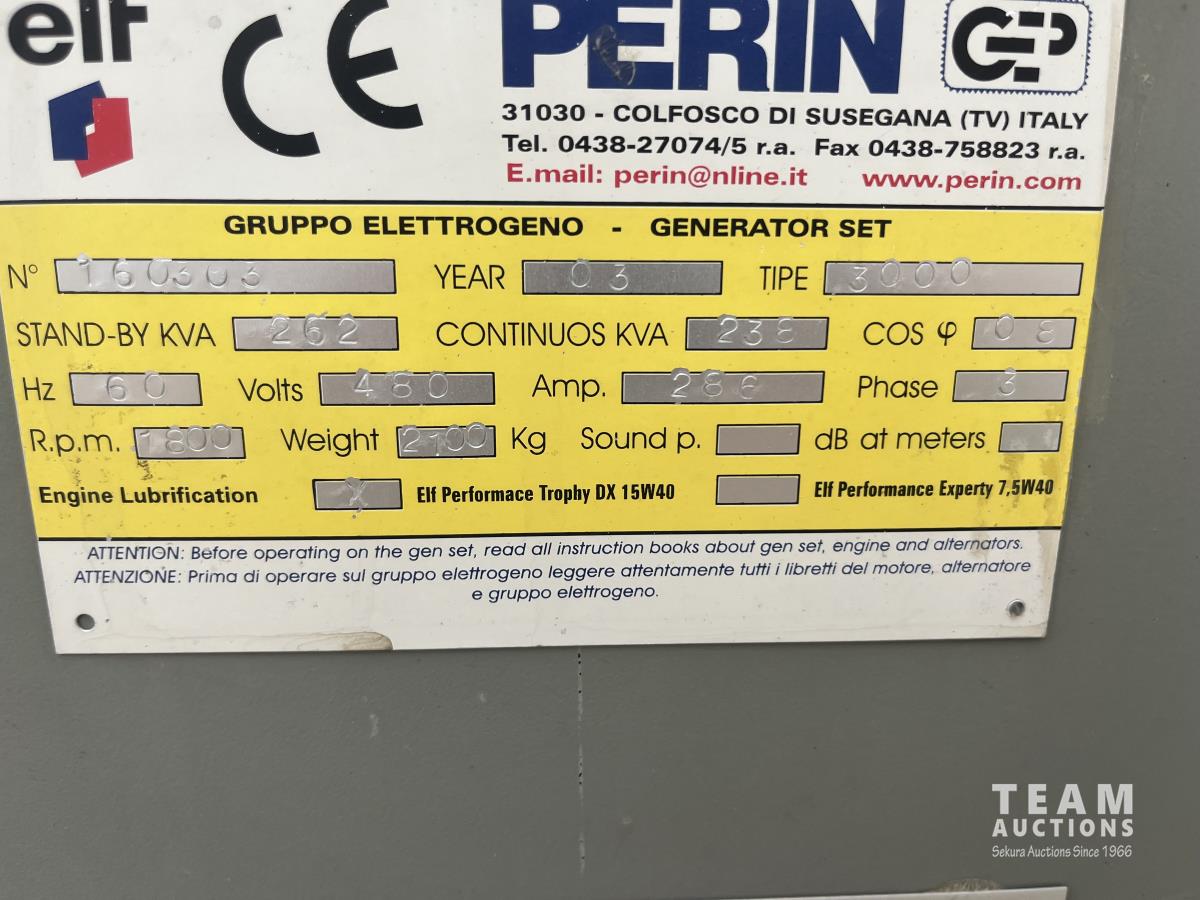 elf CE PERIN GEP
31030 - COLFOSCO DI SUSEGANA (TV) ITALY
Tel. 0438-27074/5 r.a. Fax 0438-758823 r.a.
E.mail: perin@nline.it www.perin.com
GRUPPO ELETTROGENO - GENERATOR SET
N° 160303 YEAR 03 TIPE 3000
STAND-BY KVA 262 CONTINUOS KVA 238 COS φ 08
Hz 60 Volts 480 Amp. 286 Phase 3
R.p.m. 1800 Weight 2100 Kg Sound p. dB at meters
Engine Lubrification X Elf Performace Trophy DX 15W40 Elf Performance Experty 7,5W40
ATTENTION: Before operating on the gen set, read all instruction books about gen set, engine and alternators.
ATTENZIONE: Prima di operare sul gruppo elettrogeno leggere attentamente tutti i libretti del motore, alternatore
e gruppo elettrogeno.
TEAM
AUCTIONS
Sekura Auctions Since 1966